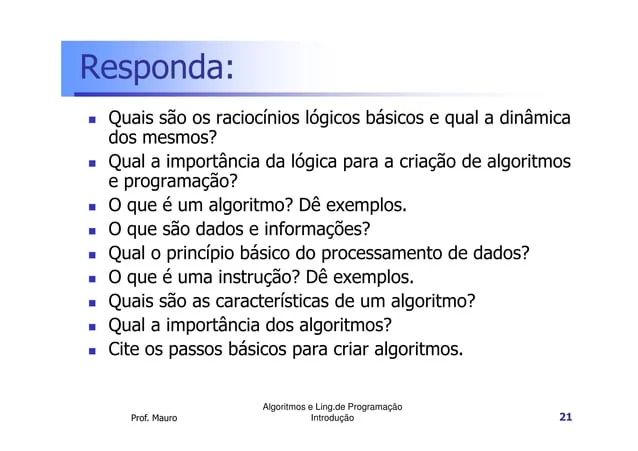 Responda:
Quais são os raciocínios lógicos básicos e qual a dinâmica
dos mesmos?
Qual a importância da lógica para a criação de algoritmos
e programação?
O que é um algoritmo? Dê exemplos.
O que são dados e informações?
Qual o princípio básico do processamento de dados?
O que é uma instrução? Dê exemplos.
Quais são as características de um algoritmo?
Qual a importância dos algoritmos?
Cite os passos básicos para criar algoritmos.
Prof. Mauro
Algoritmos e Ling.de Programação
Introdução
21